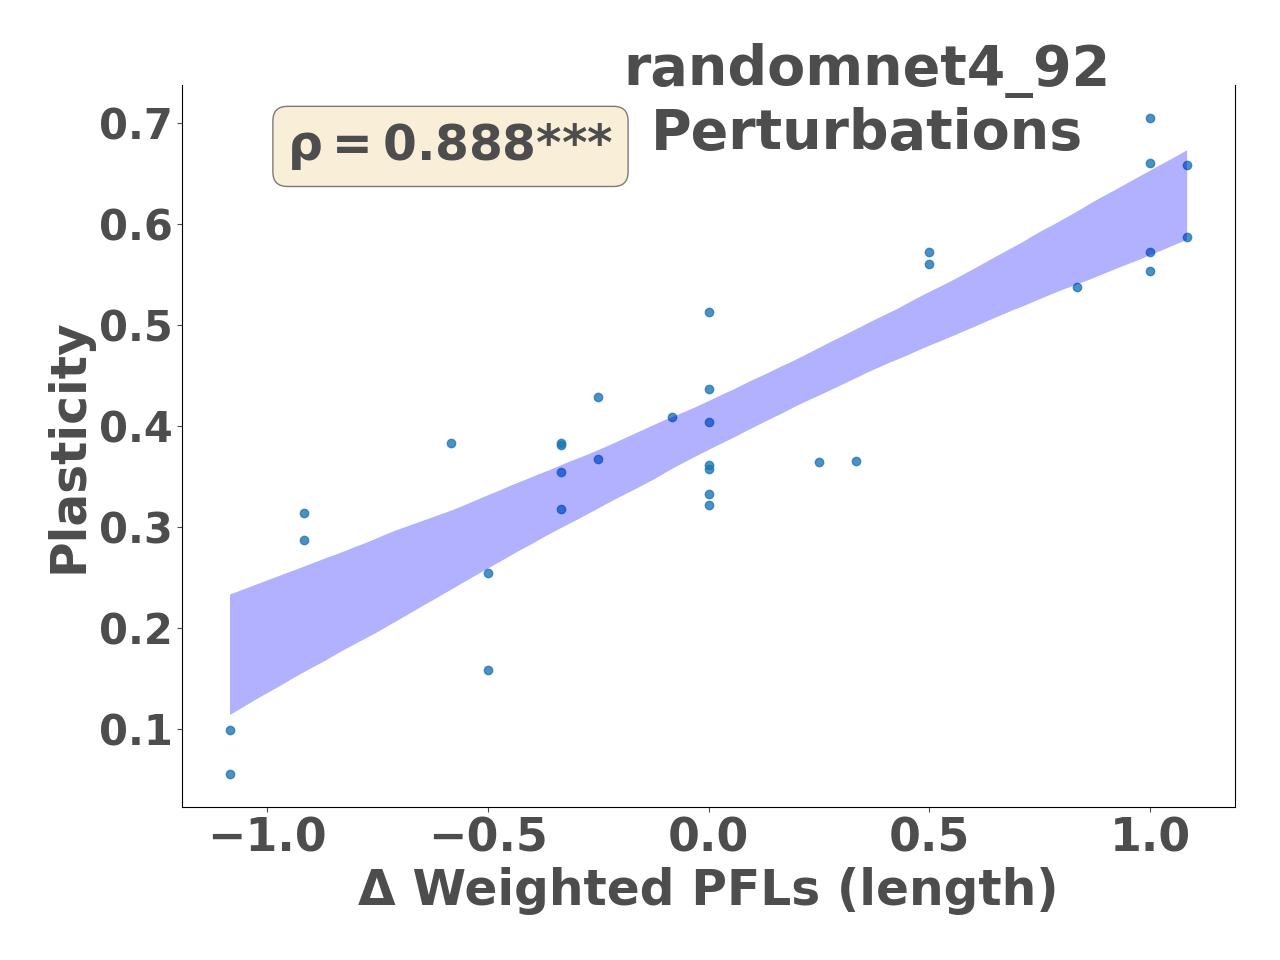 randomnet4_92
Perturbations
ρ = 0.888***
0.7
0.6
0.5
0.4
0.3
0.2
0.1
Plasticity
−1.0
−0.5
0.0
0.5
1.0
Δ Weighted PFLs (length)